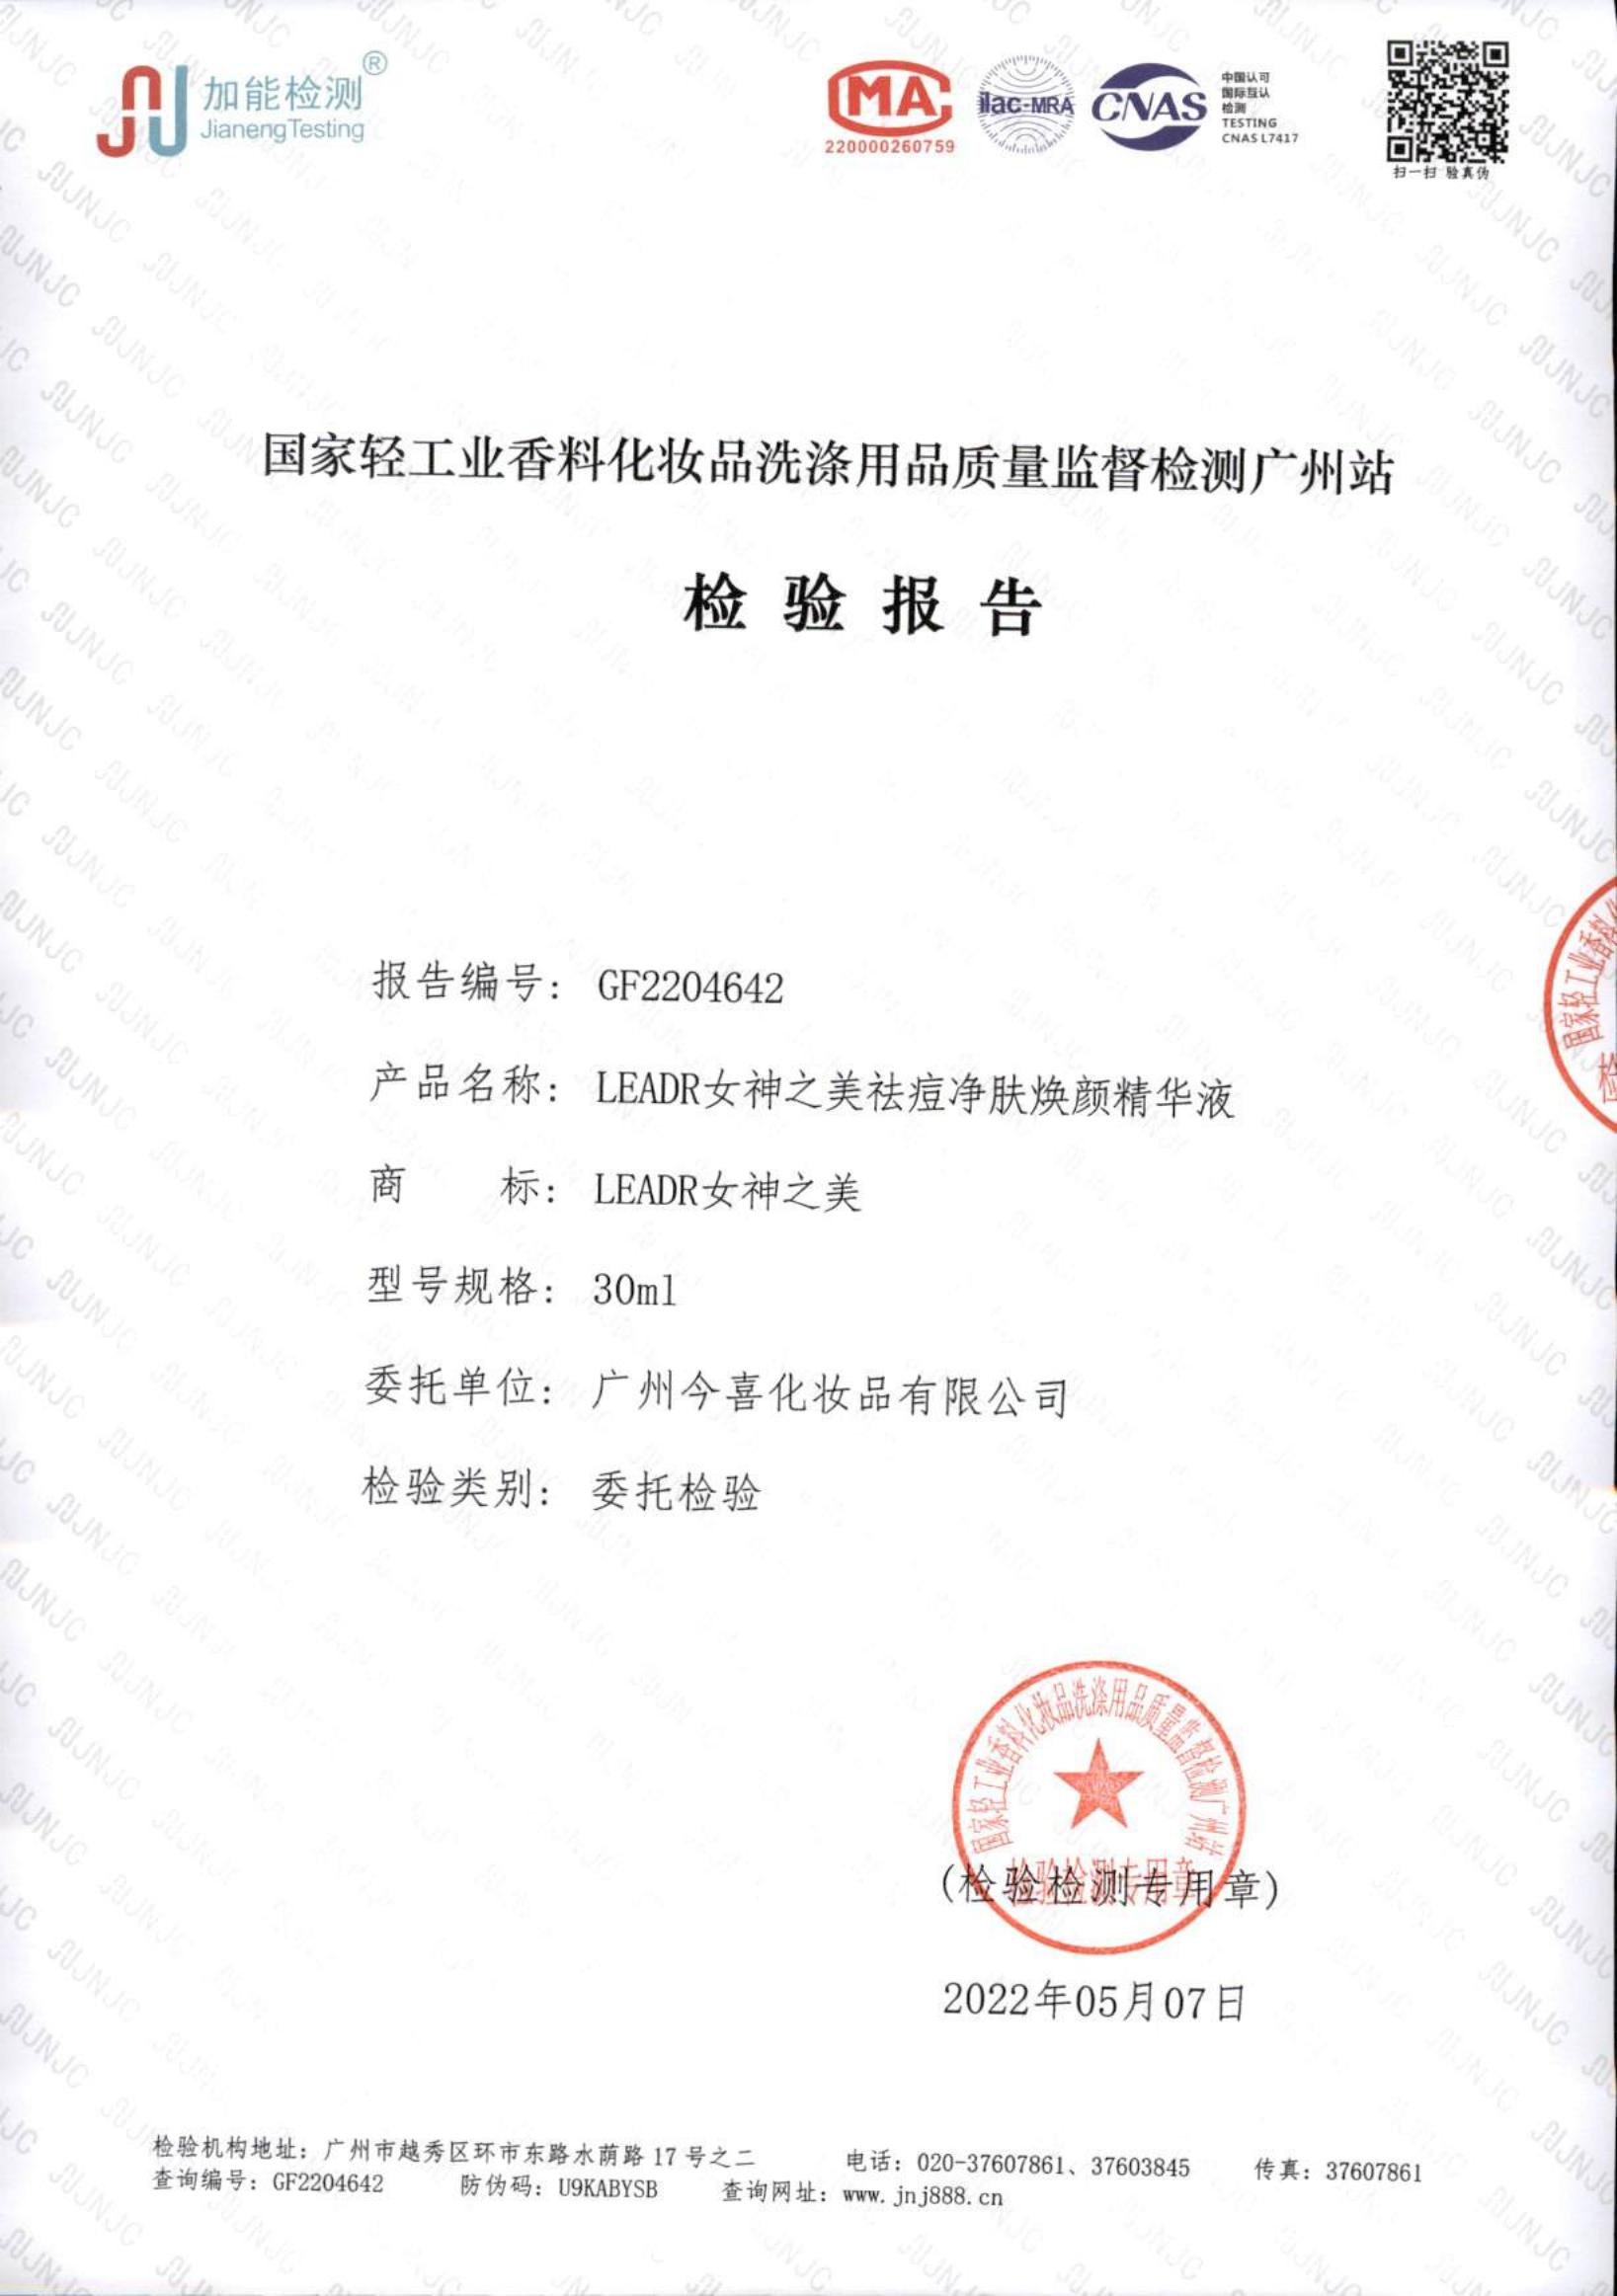 加能检测®
JianengTesting
MA
220000260759
ilac-MRA
CNAS
中国认可
国际互认
检测
TESTING
CNAS L7417
扫一扫 验真伪
国家轻工业香料化妆品洗涤用品质量监督检测广州站
检验报告
报告编号: GF2204642
产品名称: LEADR女神之美祛痘净肤焕颜精华液
商 标: LEADR女神之美
型号规格: 30ml
委托单位: 广州今喜化妆品有限公司
检验类别: 委托检验
国家轻工业香料化妆品洗涤用品质量监督检测广州站
检验检测专用章
(检验检测专用章)
2022年05月07日
检验机构地址: 广州市越秀区环市东路水荫路 17 号之二 电话: 020-37607861、37603845 传真: 37607861
查询编号: GF2204642 防伪码: U9KABYSB 查询网址: www.jnj888.cn
国家轻工业香料
JNJC